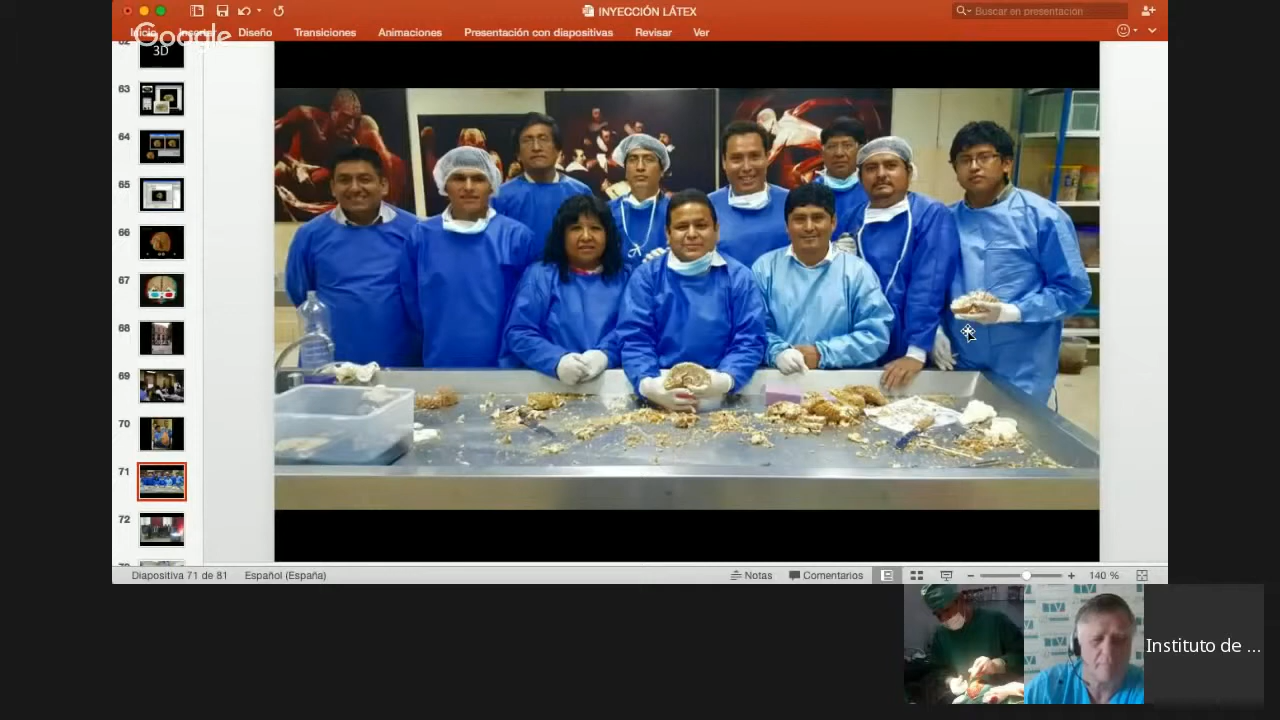 INYECCIÓN LÁTEX
Buscar en presentación
Google
Inicio Insertar Diseño Transiciones Animaciones Presentación con diapositivas Revisar Ver
62
3D
63
64
65
66
67
68
69
70
71
72
Diapositiva 71 de 81 Español (España) Notas Comentarios 140 %
TV
Instituto de ...